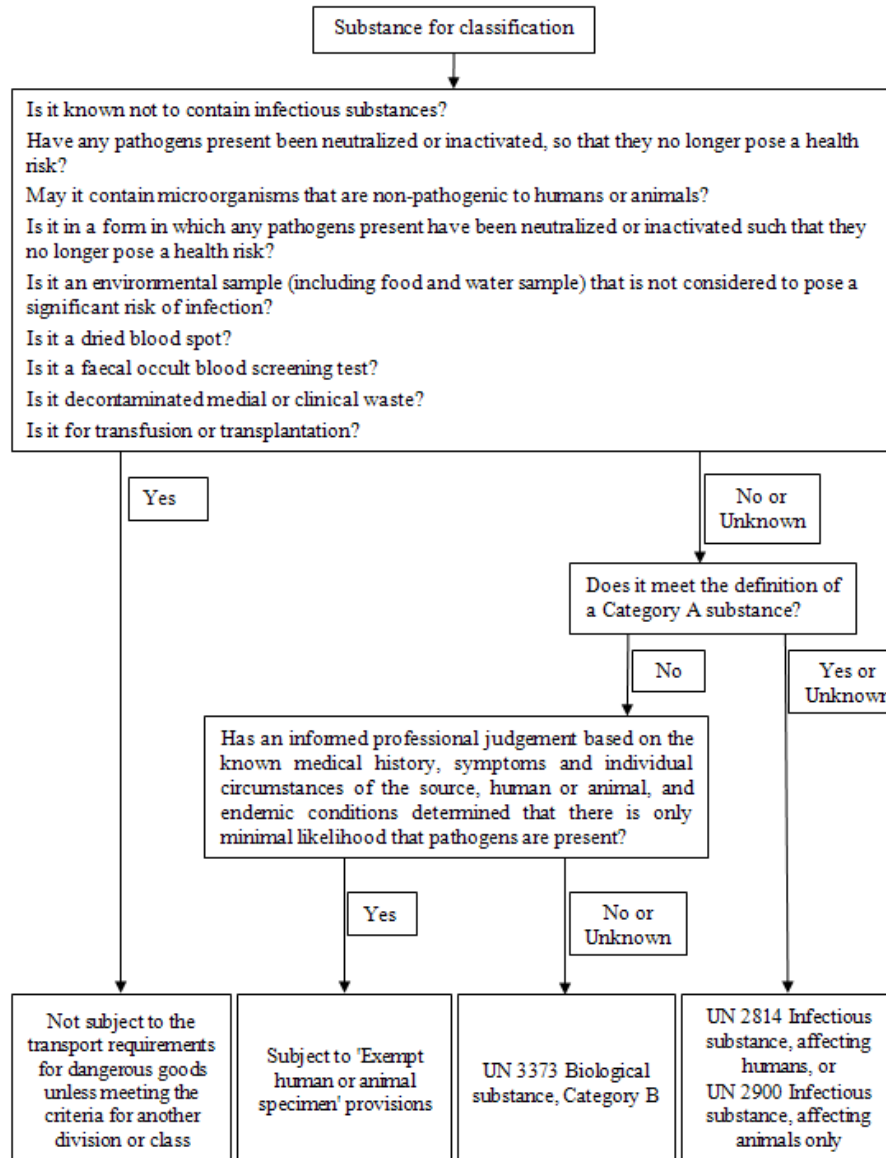 Substance for classification
Is it known not to contain infectious substances?
Have any pathogens present been neutralized or inactivated, so that they no longer pose a health
risk?
May it contain microorganisms that are non-pathogenic to humans or animals?
Is it in a form in which any pathogens present have been neutralized or inactivated such that they
no longer pose a health risk?
Is it an environmental sample (including food and water sample) that is not considered to pose a
significant risk of infection?
Is it a dried blood spot?
Is it a faecal occult blood screening test?
Is it decontaminated medial or clinical waste?
Is it for transfusion or transplantation?
Yes
No or
Unknown
Does it meet the definition of
a Category A substance?
No
Yes or
Unknown
Has an informed professional judgement based on the
known medical history, symptoms and individual
circumstances of the source, human or animal, and
endemic conditions determined that there is only
minimal likelihood that pathogens are present?
Yes
No or
Unknown
Not subject to the
transport requirements
for dangerous goods
unless meeting the
criteria for another
division or class
Subject to 'Exempt
human or animal
specimen' provisions
UN 3373 Biological
substance, Category B
UN 2814 Infectious
substance, affecting
humans, or
UN 2900 Infectious
substance, affecting
animals only